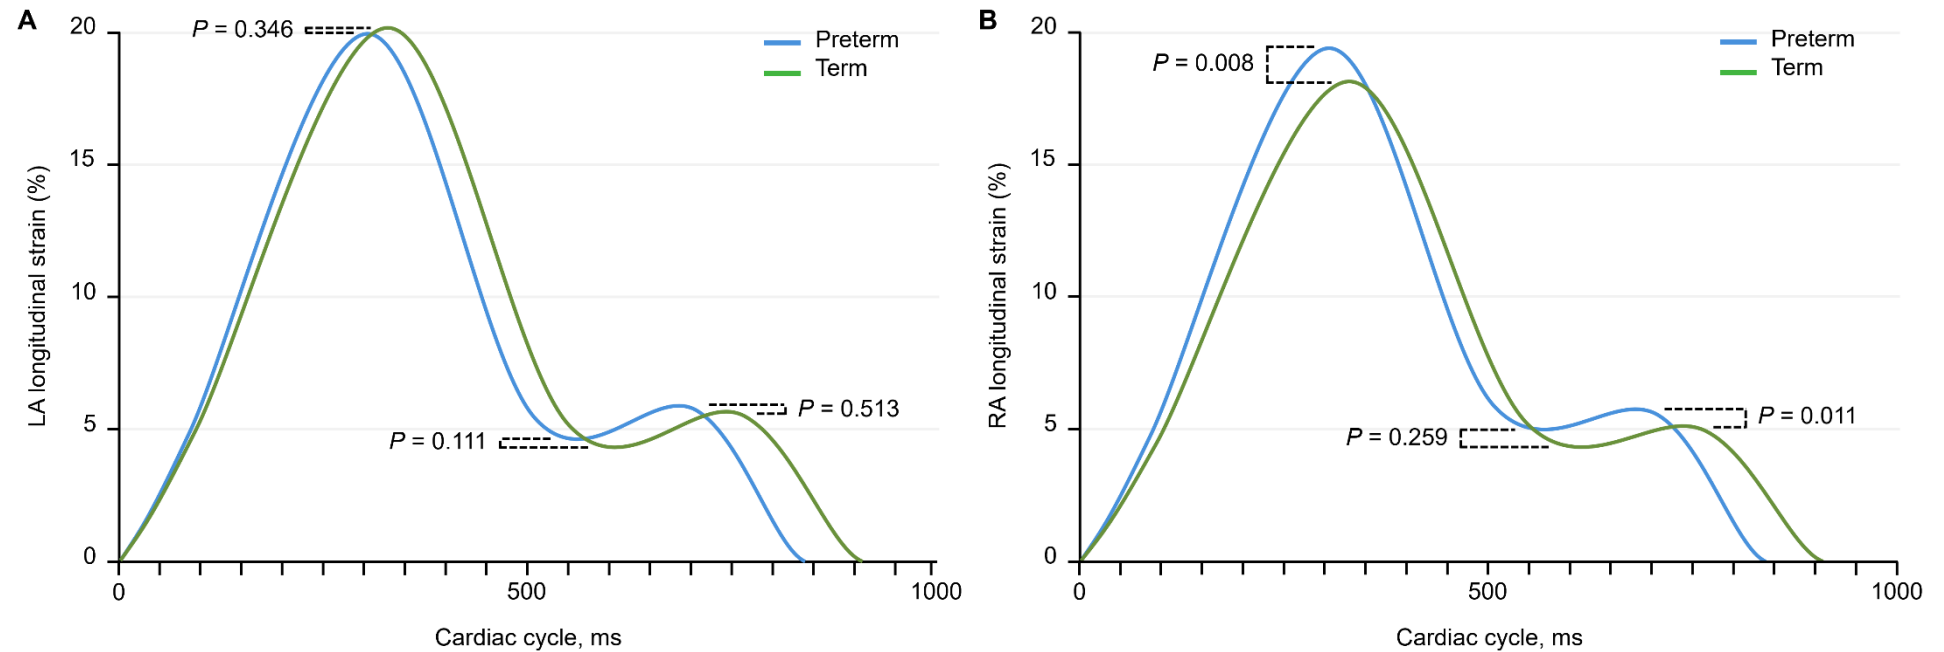 A
LA longitudinal strain (%)
20
15
10
5
0
P = 0.346
Preterm
Term
P = 0.513
P = 0.111
0
500
1000
Cardiac cycle, ms
B
RA longitudinal strain (%)
20
15
10
5
0
P = 0.008
Preterm
Term
P = 0.011
P = 0.259
0
500
1000
Cardiac cycle, ms